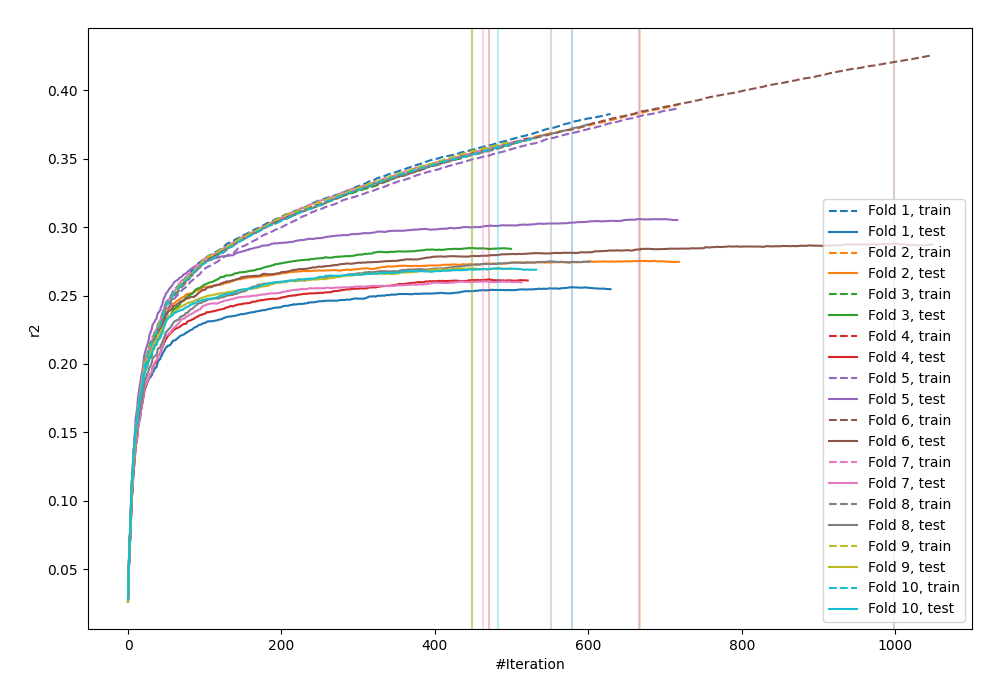 0.40
0.35
0.30
0.25
0.20
0.15
0.10
0.05
r2
0 200 400 600 800 1000
#Iteration
Fold 1, train
Fold 1, test
Fold 2, train
Fold 2, test
Fold 3, train
Fold 3, test
Fold 4, train
Fold 4, test
Fold 5, train
Fold 5, test
Fold 6, train
Fold 6, test
Fold 7, train
Fold 7, test
Fold 8, train
Fold 8, test
Fold 9, train
Fold 9, test
Fold 10, train
Fold 10, test